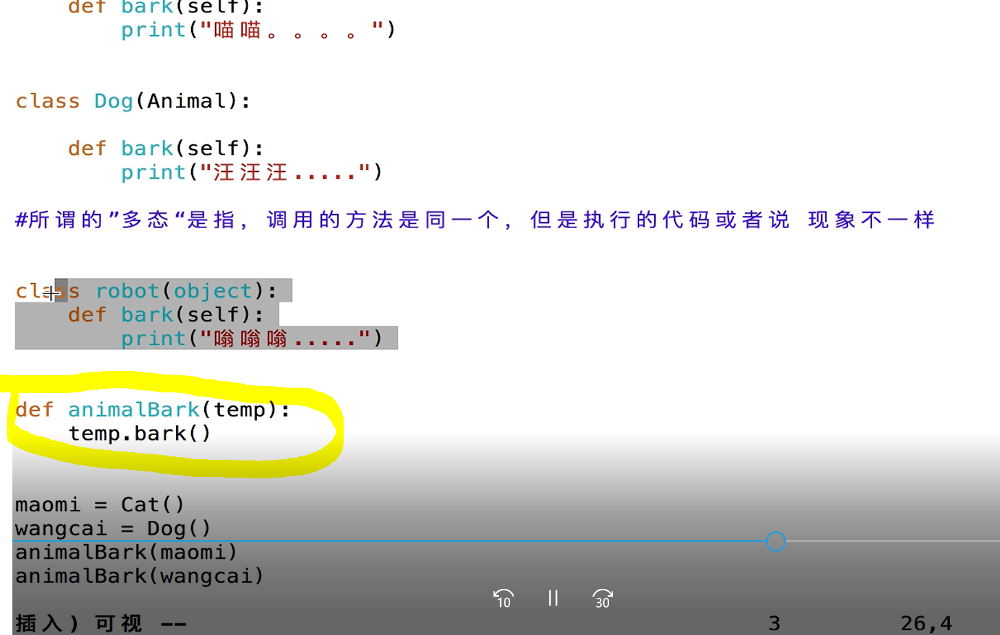 def bark(self):
print("喵喵。。。。")
class Dog(Animal):
def bark(self):
print("汪汪汪.....")
#所谓的”多态“是指, 调用的方法是同一个, 但是执行的代码或者说 现象不一样
class robot(object):
def bark(self):
print("嗡嗡嗡.....")
def animalBark(temp):
temp.bark()
maomi = Cat()
wangcai = Dog()
animalBark(maomi)
animalBark(wangcai)
10 30
插入) 可视 -- 3 26,4